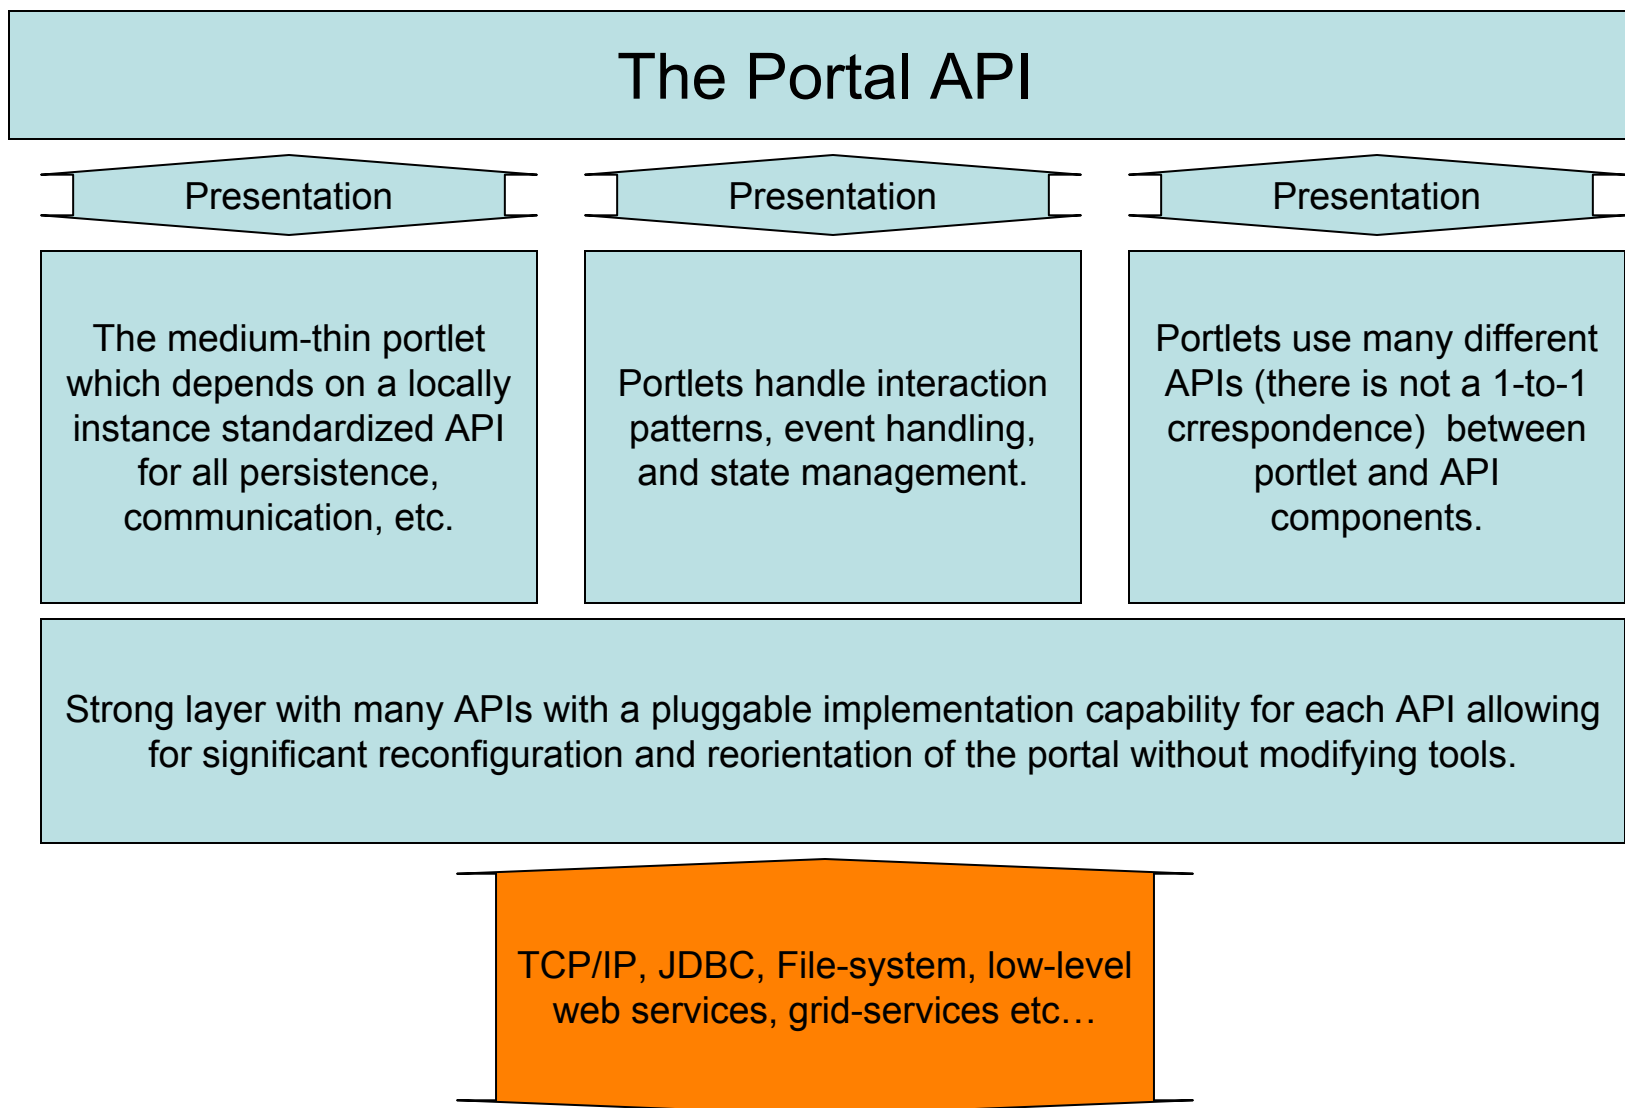 The Portal API
Presentation
Presentation
Presentation
The medium-thin portlet
which depends on a locally
instance standardized API
for all persistence,
communication, etc.
Portlets handle interaction
patterns, event handling,
and state management.
Portlets use many different
APIs (there is not a 1-to-1
crrespondence)  between
portlet and API
components.
Strong layer with many APIs with a pluggable implementation capability for each API allowing
for significant reconfiguration and reorientation of the portal without modifying tools.
TCP/IP, JDBC, File-system, low-level
web services, grid-services etc…